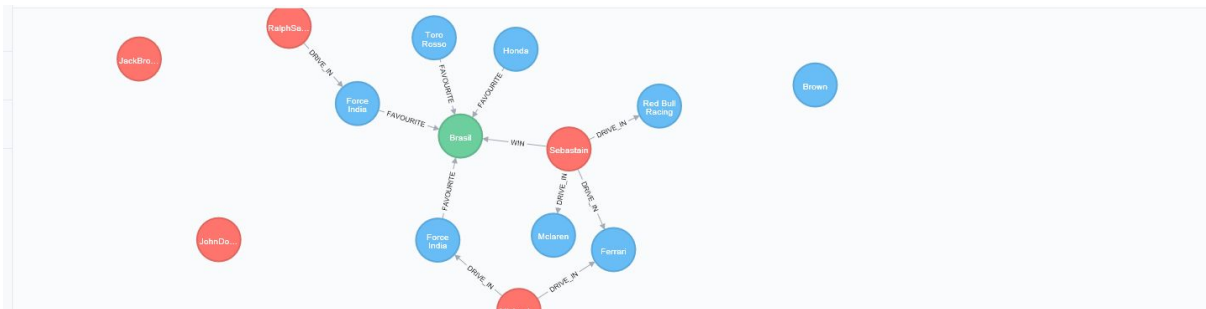 RalphSe...
JackBro...
DRIVE_IN
Toro
Rosso
Honda
FAVOURITE
FAVOURITE
Force
India
FAVOURITE
Brasil
WIN
Sebastain
DRIVE_IN
Red Bull
Racing
Brown
DRIVE_IN
DRIVE_IN
FAVOURITE
JohnDo...
Force
India
Mclaren
Ferrari
DRIVE_IN
DRIVE_IN